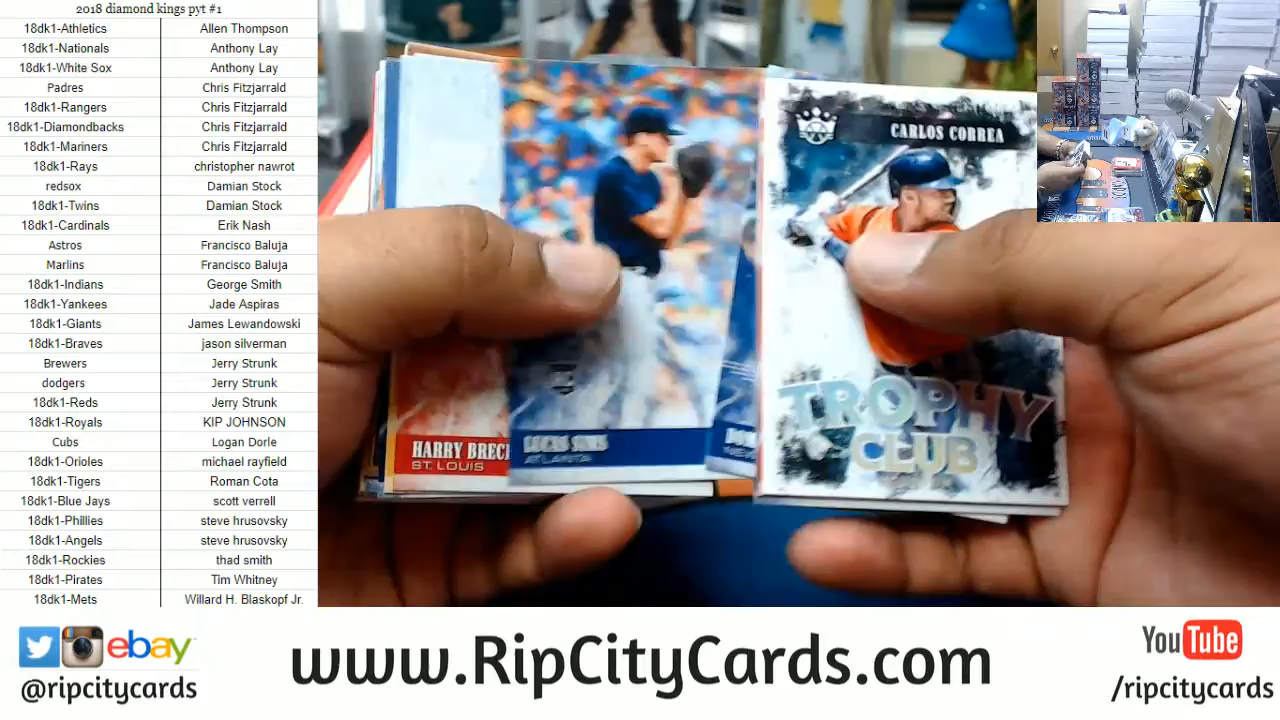 2018 diamond kings pyt #1
18dk1-Athletics Allen Thompson
18dk1-Nationals Anthony Lay
18dk1-White Sox Anthony Lay
Padres Chris Fitzjarrald
18dk1-Rangers Chris Fitzjarrald
18dk1-Diamondbacks Chris Fitzjarrald
18dk1-Mariners Chris Fitzjarrald
18dk1-Rays christopher nawrot
redsox Damian Stock
18dk1-Twins Damian Stock
18dk1-Cardinals Erik Nash
Astros Francisco Baluja
Marlins Francisco Baluja
18dk1-Indians George Smith
18dk1-Yankees Jade Aspiras
18dk1-Giants James Lewandowski
18dk1-Braves jason silverman
Brewers Jerry Strunk
dodgers Jerry Strunk
18dk1-Reds Jerry Strunk
18dk1-Royals KIP JOHNSON
Cubs Logan Dorle
18dk1-Orioles michael rayfield
18dk1-Tigers Roman Cota
18dk1-Blue Jays scott verrell
18dk1-Phillies steve hrusovsky
18dk1-Angels steve hrusovsky
18dk1-Rockies thad smith
18dk1-Pirates Tim Whitney
18dk1-Mets Willard H. Blaskopf Jr.
HARRY BRECH
ST. LOUIS
LUCAS SIMS
ATLANTA
CARLOS CORREA
TROPHY
CLUB
ebay
@ripcitycards
www.RipCityCards.com
YouTube
/ripcitycards